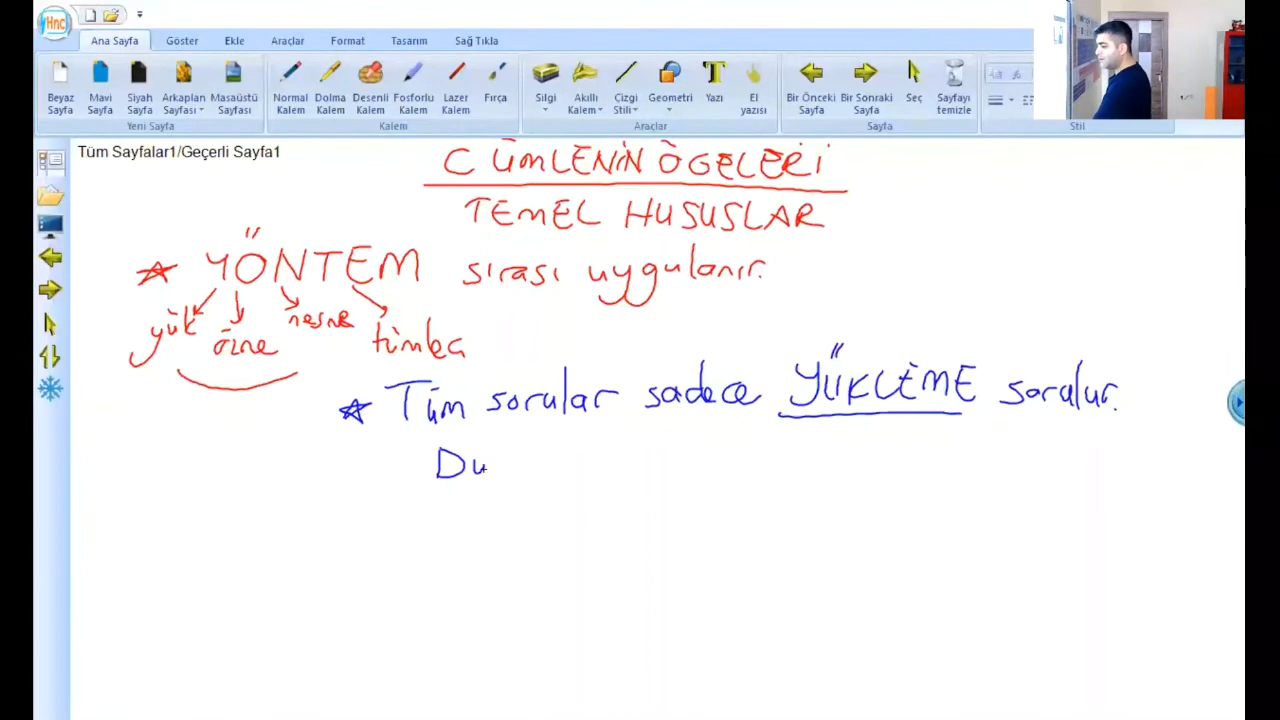 Hnc
Ana Sayfa Göster Ekle Araçlar Format Tasarım Sağ Tıkla
Beyaz Sayfa Mavi Sayfa Siyah Sayfa Arkaplan Sayfası Masaüstü Sayfası Normal Kalem Dolma Kalem Desenli Kalem Fosforlu Kalem Lazer Kalem Fırça Silgi Akıllı Kalem Çizgi Stili Geometri Yazı El yazısı Bir Önceki Sayfa Bir Sonraki Sayfa Seç Sayfayı temizle
Yeni Sayfa Kalem Araçlar Sayfa Stil
Tüm Sayfalar1/Geçerli Sayfa1
CÜMLENİN ÖGELERİ
TEMEL HUSUSLAR
YÖNTEM sırası uygulanır.
yük özne nesne tümleç
Tüm sorular sadece YÜKLEME sorulur.
Du